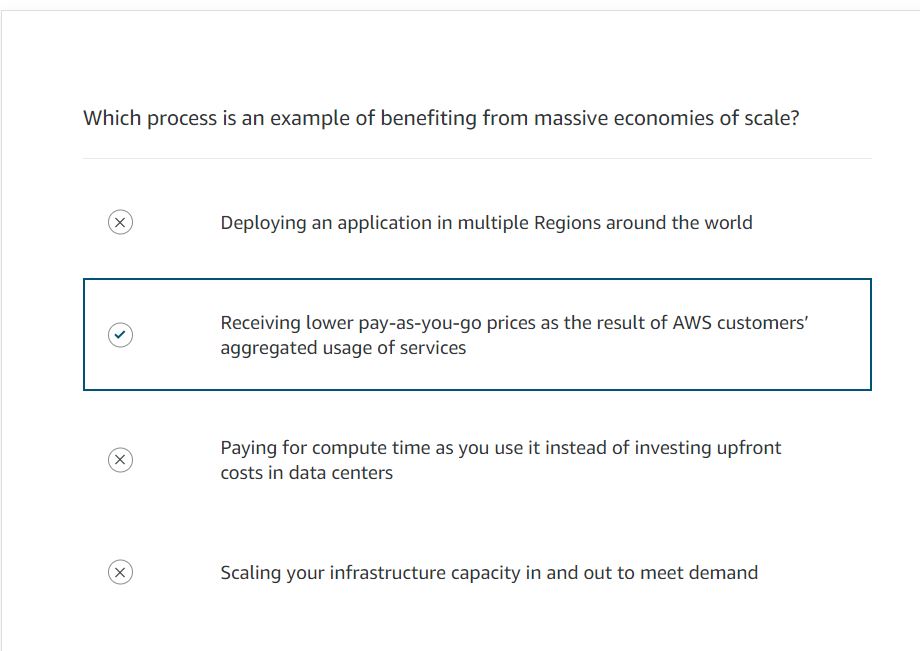 Which process is an example of benefiting from massive economies of scale?
Deploying an application in multiple Regions around the world
Receiving lower pay-as-you-go prices as the result of AWS customers’
aggregated usage of services
Paying for compute time as you use it instead of investing upfront
costs in data centers
Scaling your infrastructure capacity in and out to meet demand